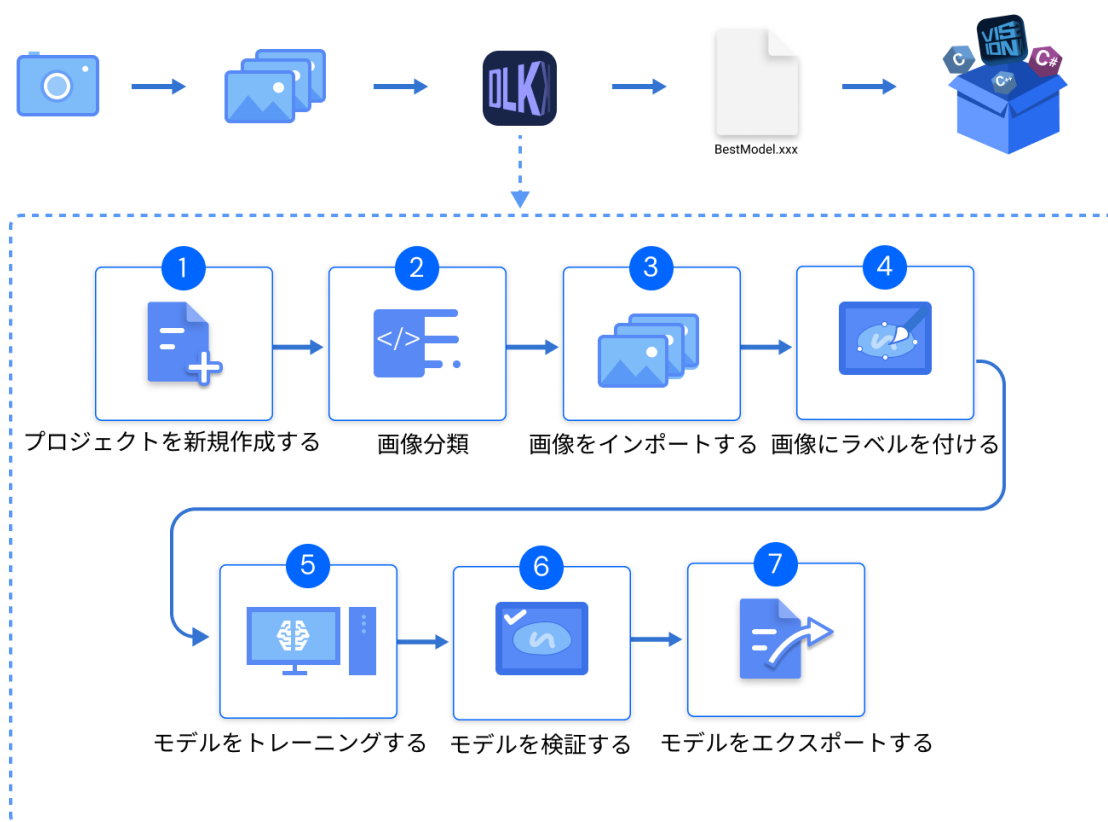 DLK
VISION
C
C#
C++
BestModel.xxx
1
2
3
4
</>
プロジェクトを新規作成する
画像分類
画像をインポートする
画像にラベルを付ける
5
6
7
モデルをトレーニングする
モデルを検証する
モデルをエクスポートする